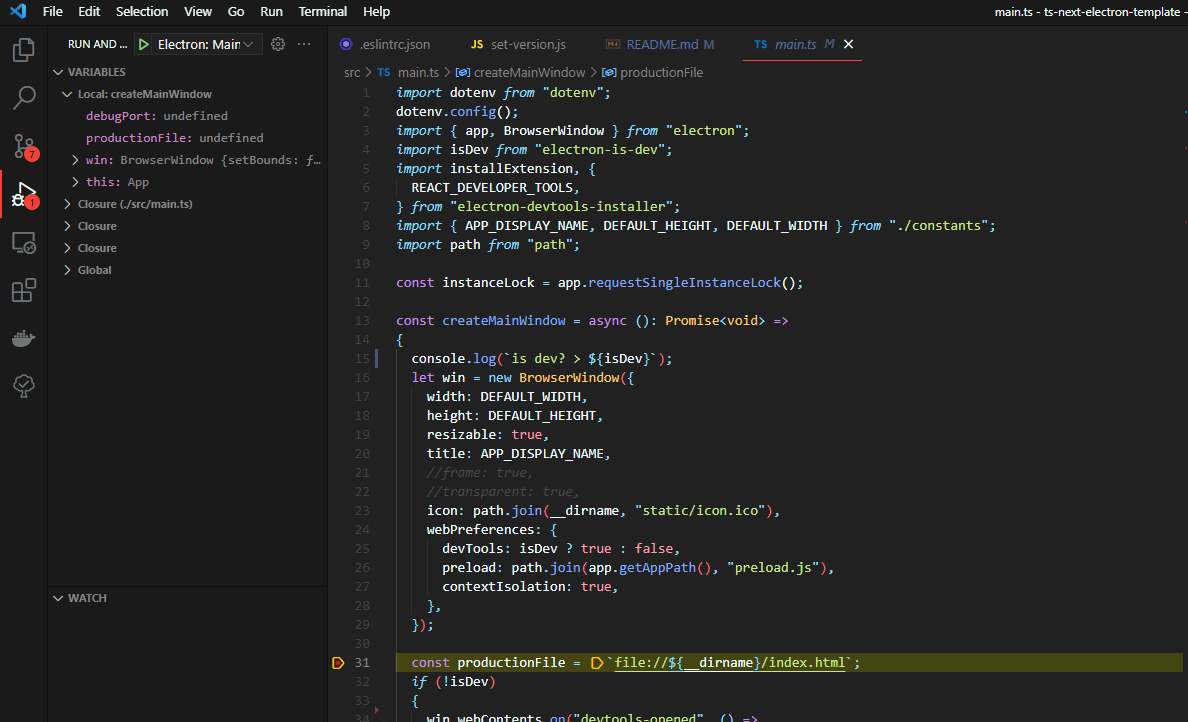 File Edit Selection View Go Run Terminal Help main.ts - ts-next-electron-template -
RUN AND ... Electron: Main ...
.eslintrc.json JS set-version.js README.md M TS main.ts M
src > TS main.ts > createMainWindow > productionFile
VARIABLES
Local: createMainWindow
debugPort: undefined
productionFile: undefined
win: BrowserWindow {setBounds: ƒ…
this: App
Closure (./src/main.ts)
Closure
Closure
Global
WATCH
7
1
1 import dotenv from "dotenv";
2 dotenv.config();
3 import { app, BrowserWindow } from "electron";
4 import isDev from "electron-is-dev";
5 import installExtension, {
6 REACT_DEVELOPER_TOOLS,
7 } from "electron-devtools-installer";
8 import { APP_DISPLAY_NAME, DEFAULT_HEIGHT, DEFAULT_WIDTH } from "./constants";
9 import path from "path";
10
11 const instanceLock = app.requestSingleInstanceLock();
12
13 const createMainWindow = async (): Promise<void> =>
14 {
15 console.log(`is dev? > ${isDev}`);
16 let win = new BrowserWindow({
17 width: DEFAULT_WIDTH,
18 height: DEFAULT_HEIGHT,
19 resizable: true,
20 title: APP_DISPLAY_NAME,
21 //frame: true,
22 //transparent: true,
23 icon: path.join(__dirname, "static/icon.ico"),
24 webPreferences: {
25 devTools: isDev ? true : false,
26 preload: path.join(app.getAppPath(), "preload.js"),
27 contextIsolation: true,
28 },
29 });
30
31 const productionFile = `file://${__dirname}/index.html`;
32 if (!isDev)
33 {
34 win.webContents.on("devtools-opened", () =>